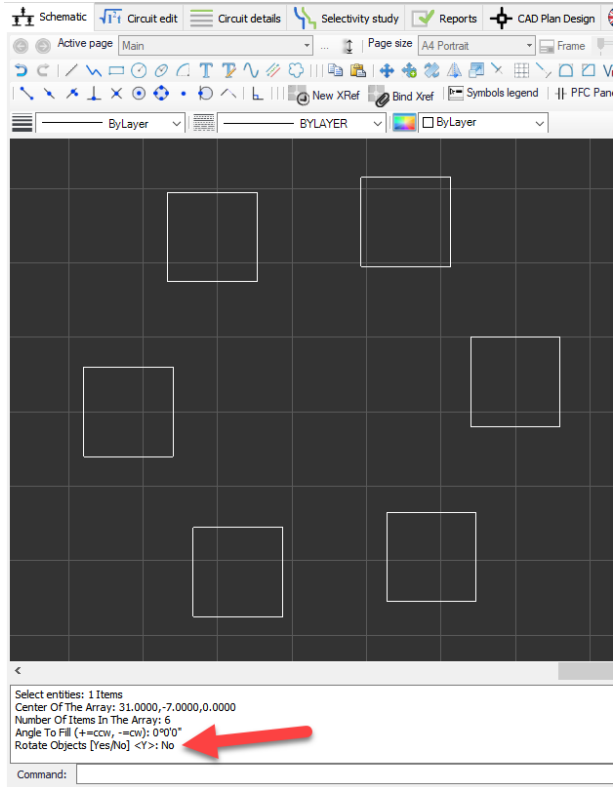 Schematic Circuit edit Circuit details Selectivity study Reports CAD Plan Design
Active page Main ... Page size A4 Portrait Frame
New XRef Bind Xref Symbols legend PFC Pane
ByLayer BYLAYER ByLayer
Select entities: 1 Items
Center Of The Array: 31.0000,-7.0000,0.0000
Number Of Items In The Array: 6
Angle To Fill (+=ccw, -=cw): 0°0'0"
Rotate Objects [Yes/No] <Y>: No
Command: